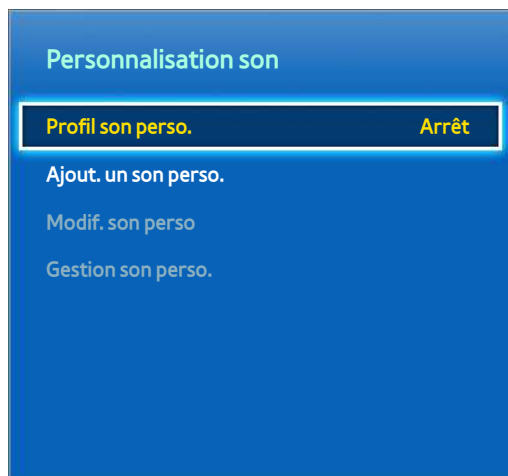 Personnalisation son
Profil son perso. Arrêt
Ajout. un son perso.
Modif. son perso
Gestion son perso.